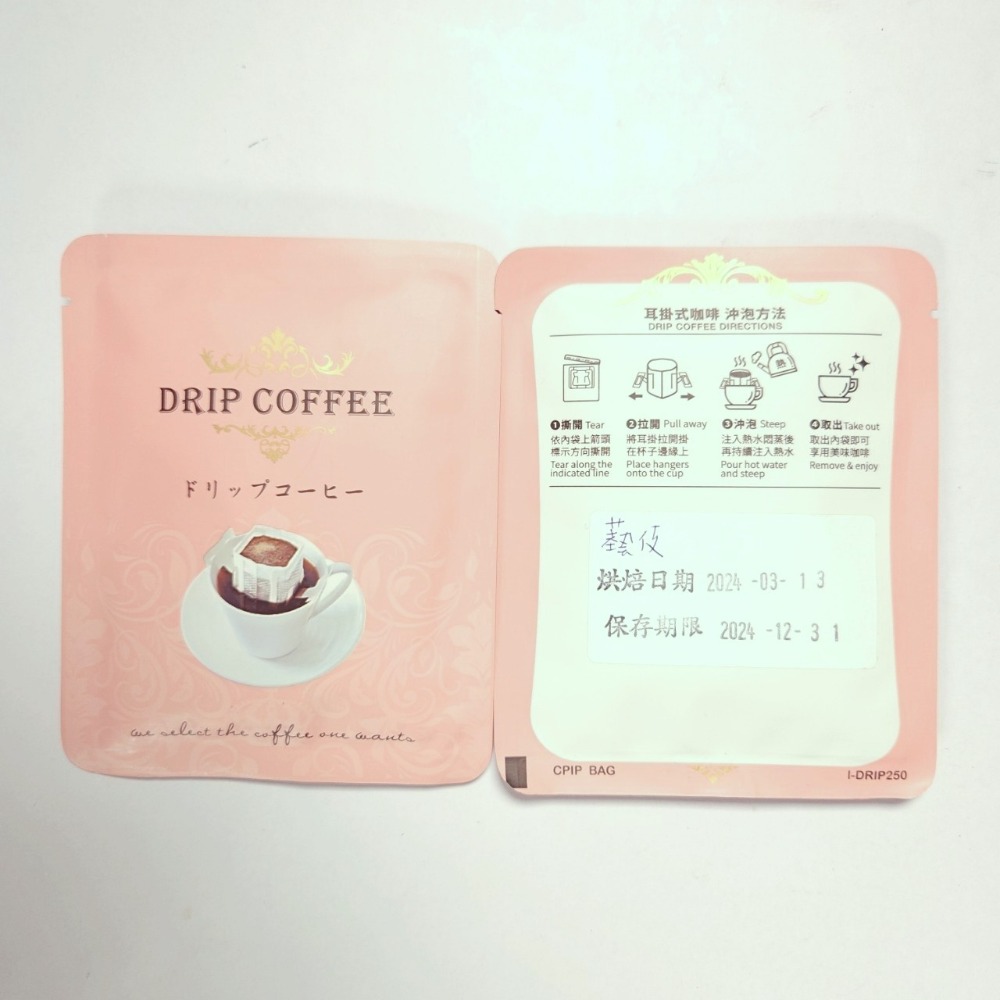 DRIP COFFEE
ドリップコーヒー
we select the coffee one wants
耳掛式咖啡 沖泡方法
DRIP COFFEE DIRECTIONS
熱
❶撕開 Tear
依內袋上箭頭
標示方向撕開
Tear along the
indicated line
❷拉開 Pull away
將耳掛拉開掛
在杯子邊緣上
Place hangers
onto the cup
❸沖泡 Steep
注入熱水悶蒸後
再持續注入熱水
Pour hot water
and steep
❹取出 Take out
取出內袋即可
享用美味咖啡
Remove & enjoy
藝伎
烘焙日期 2024 -03- 1 3
保存期限 2024 -12- 3 1
CPIP BAG
I-DRIP250